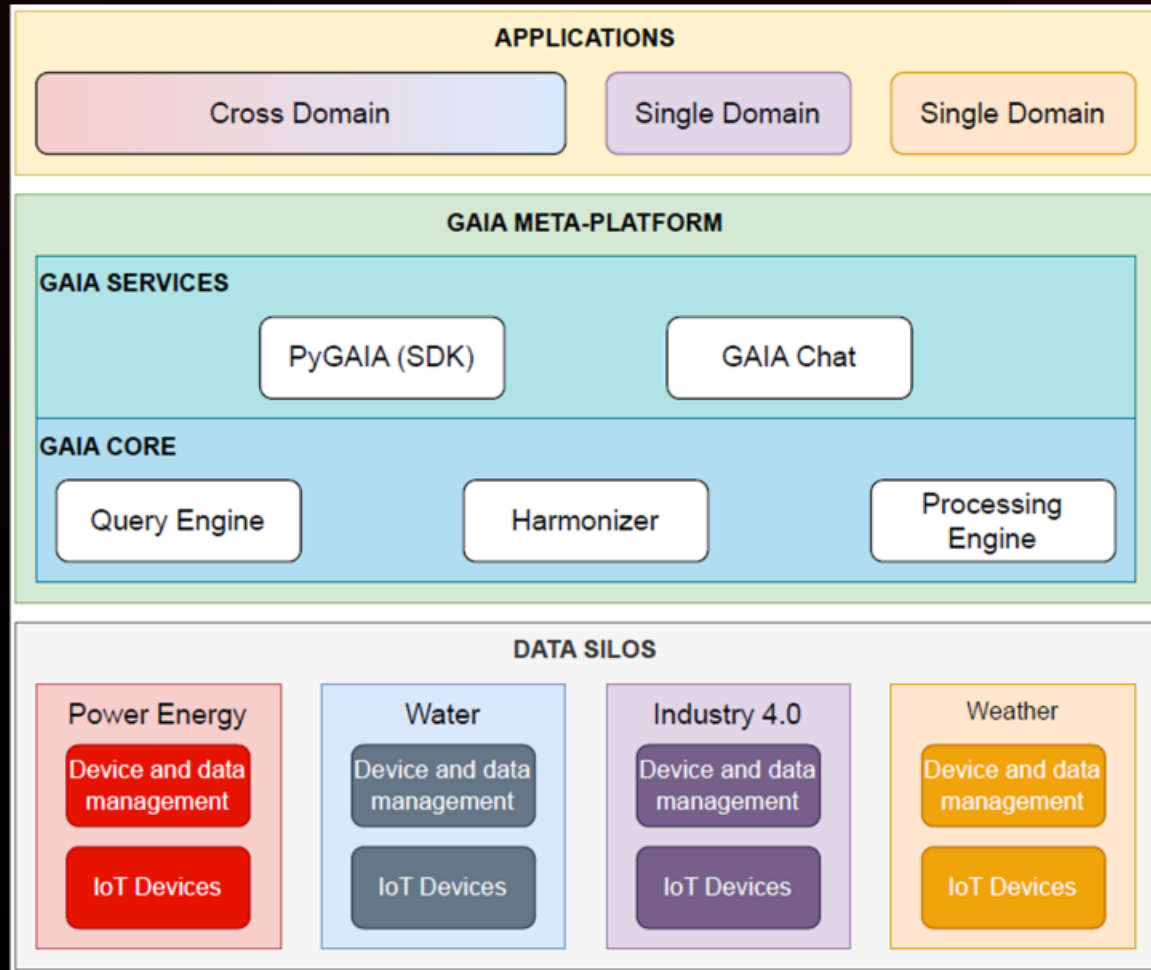 APPLICATIONS
Cross Domain
Single Domain
Single Domain
GAIA META-PLATFORM
GAIA SERVICES
PyGAIA (SDK)
GAIA Chat
GAIA CORE
Query Engine
Harmonizer
Processing
Engine
DATA SILOS
Power Energy
Device and data
management
IoT Devices
Water
Device and data
management
IoT Devices
Industry 4.0
Device and data
management
IoT Devices
Weather
Device and data
management
IoT Devices